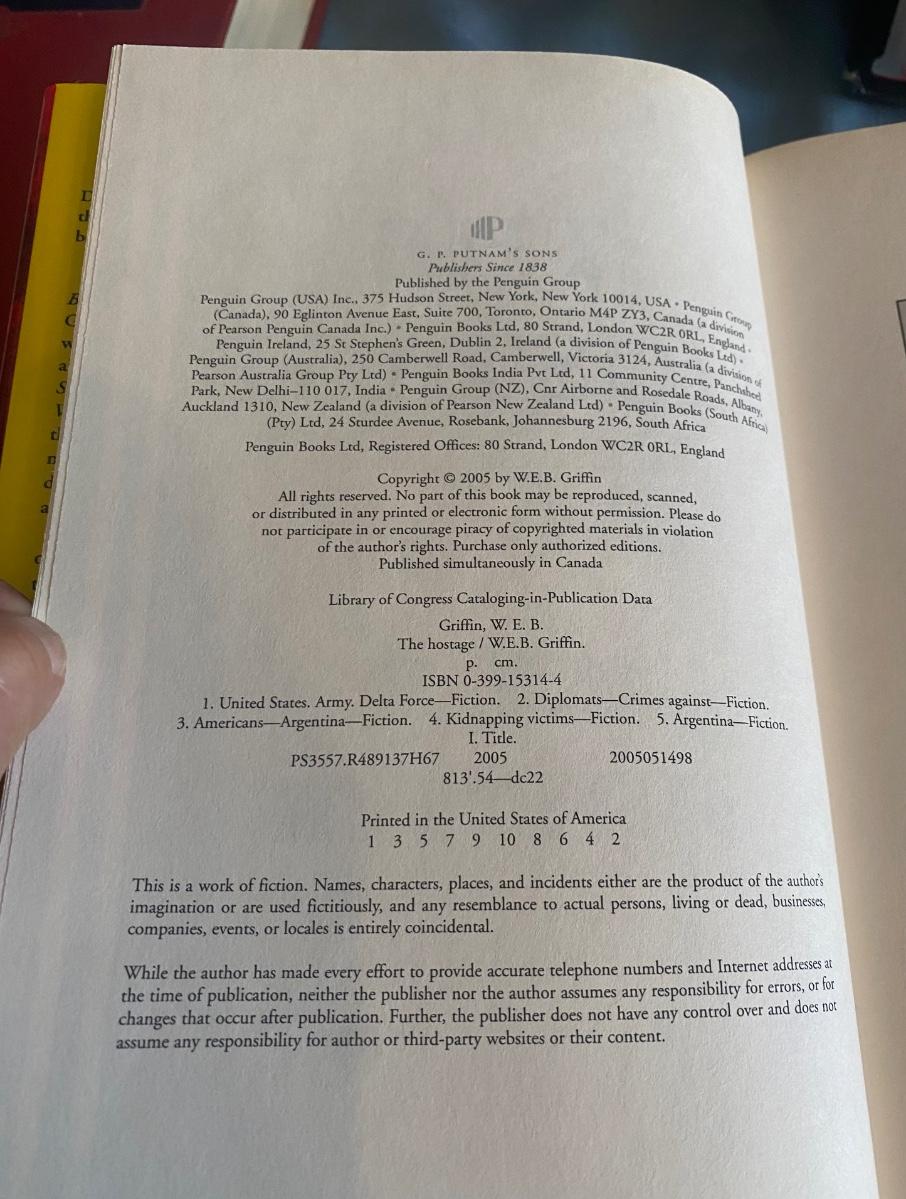 G. P. PUTNAM'S SONS
Publishers Since 1838
Published by the Penguin Group
Penguin Group (USA) Inc., 375 Hudson Street, New York, New York 10014, USA • Penguin Group
(Canada), 90 Eglinton Avenue East, Suite 700, Toronto, Ontario M4P ZY3, Canada (a division
of Pearson Penguin Canada Inc.) • Penguin Books Ltd, 80 Strand, London WC2R 0RL, England •
Penguin Ireland, 25 St Stephen's Green, Dublin 2, Ireland (a division of Penguin Books Ltd) •
Penguin Group (Australia), 250 Camberwell Road, Camberwell, Victoria 3124, Australia (a division of
Pearson Australia Group Pty Ltd) • Penguin Books India Pvt Ltd, 11 Community Centre, Panchsheel
Park, New Delhi–110 017, India • Penguin Group (NZ), Cnr Airborne and Rosedale Roads, Albany,
Auckland 1310, New Zealand (a division of Pearson New Zealand Ltd) • Penguin Books (South Africa)
(Pty) Ltd, 24 Sturdee Avenue, Rosebank, Johannesburg 2196, South Africa
Penguin Books Ltd, Registered Offices: 80 Strand, London WC2R 0RL, England
Copyright © 2005 by W.E.B. Griffin
All rights reserved. No part of this book may be reproduced, scanned,
or distributed in any printed or electronic form without permission. Please do
not participate in or encourage piracy of copyrighted materials in violation
of the author's rights. Purchase only authorized editions.
Published simultaneously in Canada
Library of Congress Cataloging-in-Publication Data
Griffin, W. E. B.
The hostage / W.E.B. Griffin.
p. cm.
ISBN 0-399-15314-4
1. United States. Army. Delta Force—Fiction. 2. Diplomats—Crimes against—Fiction.
3. Americans—Argentina—Fiction. 4. Kidnapping victims—Fiction. 5. Argentina—Fiction.
I. Title.
PS3557.R489137H67 2005 2005051498
813'.54—dc22
Printed in the United States of America
1 3 5 7 9 10 8 6 4 2
This is a work of fiction. Names, characters, places, and incidents either are the product of the author's
imagination or are used fictitiously, and any resemblance to actual persons, living or dead, businesses,
companies, events, or locales is entirely coincidental.
While the author has made every effort to provide accurate telephone numbers and Internet addresses at
the time of publication, neither the publisher nor the author assumes any responsibility for errors, or for
changes that occur after publication. Further, the publisher does not have any control over and does not
assume any responsibility for author or third-party websites or their content.